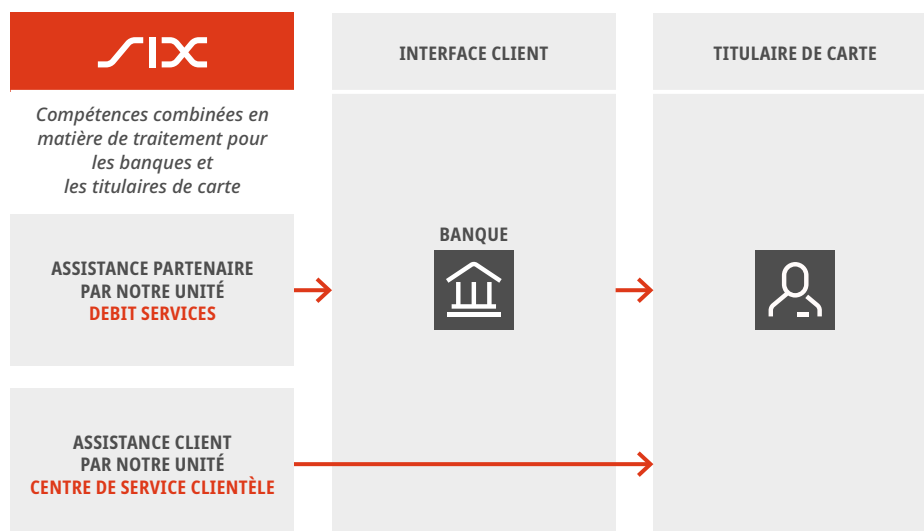 SIX
INTERFACE CLIENT
TITULAIRE DE CARTE
Compétences combinées en
matière de traitement pour
les banques et
les titulaires de carte
BANQUE
ASSISTANCE PARTENAIRE
PAR NOTRE UNITÉ
DEBIT SERVICES
ASSISTANCE CLIENT
PAR NOTRE UNITÉ
CENTRE DE SERVICE CLIENTÈLE